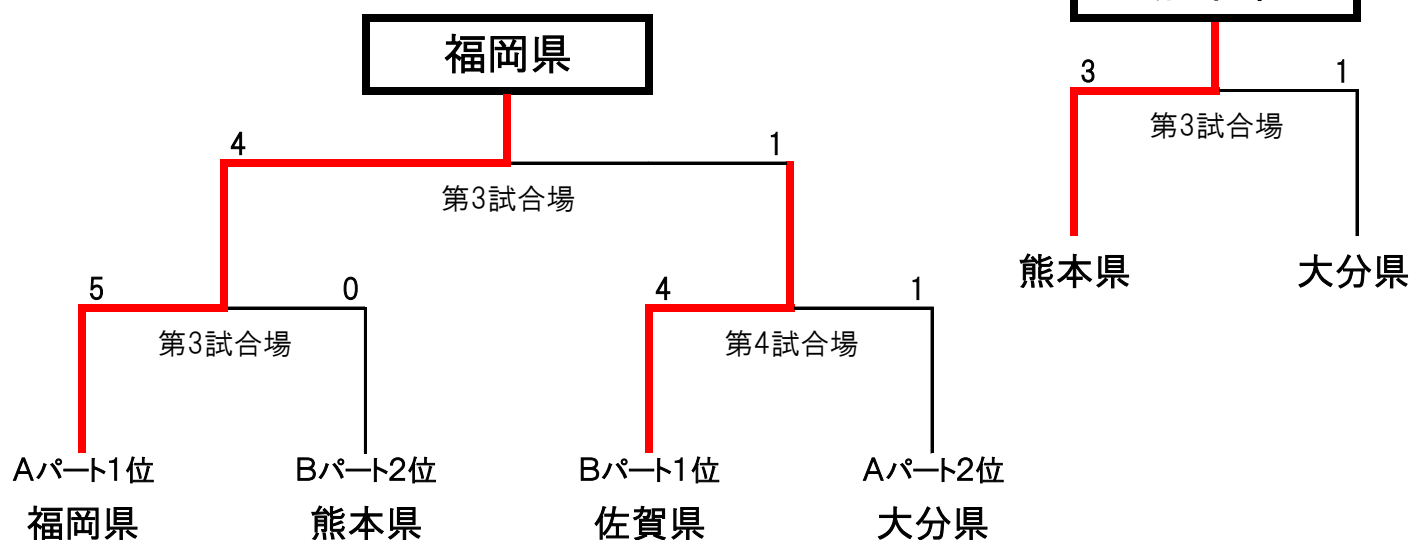 福岡県
4
1
第3試合場
5
0
4
1
第3試合場
第4試合場
Aパート1位
Bパート2位
Bパート1位
Aパート2位
福岡県
熊本県
佐賀県
大分県
3
1
第3試合場
熊本県
大分県